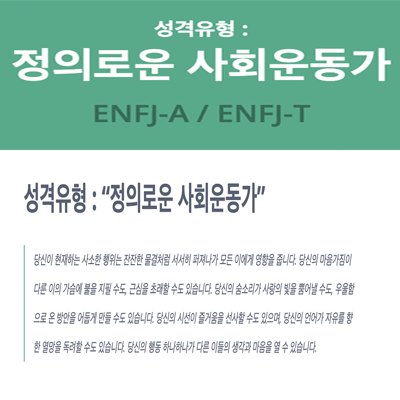 성격유형 :
정의로운 사회운동가
ENFJ-A / ENFJ-T
성격유형 : “정의로운 사회운동가”
당신이 현재하는 사소한 행위는 잔잔한 물결처럼 서서히 퍼져나가 모든 이에게 영향을 줍니다. 당신의 마음가짐이
다른 이의 가슴에 불을 지필 수도, 근심을 초래할 수도 있습니다. 당신의 숨소리가 사랑의 빛을 뿜어낼 수도, 우울함
으로 온 방안을 어둡게 만들 수도 있습니다. 당신의 시선이 즐거움을 선사할 수도 있으며, 당신의 언어가 자유를 향
한 열망을 독려할 수도 있습니다. 당신의 행동 하나하나가 다른 이들의 생각과 마음을 열 수 있습니다.